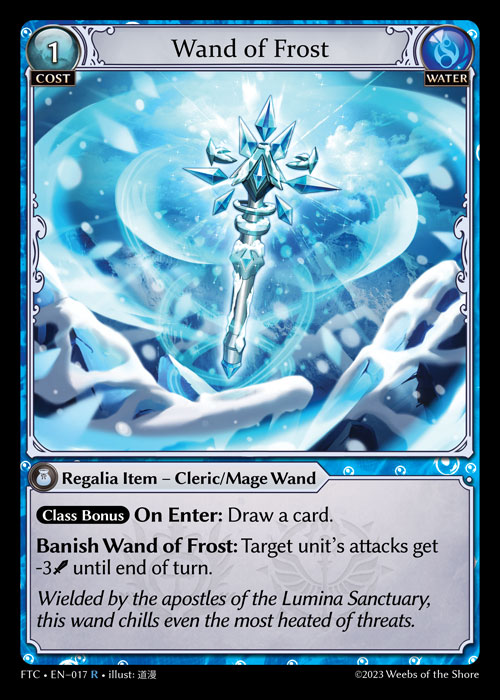 1
COST
Wand of Frost
WATER
Regalia Item – Cleric/Mage Wand
Class Bonus On Enter: Draw a card.
Banish Wand of Frost: Target unit's attacks get
-3 until end of turn.
Wielded by the apostles of the Lumina Sanctuary,
this wand chills even the most heated of threats.
FTC • EN-017 R • illust: 道漫
©2023 Weebs of the Shore